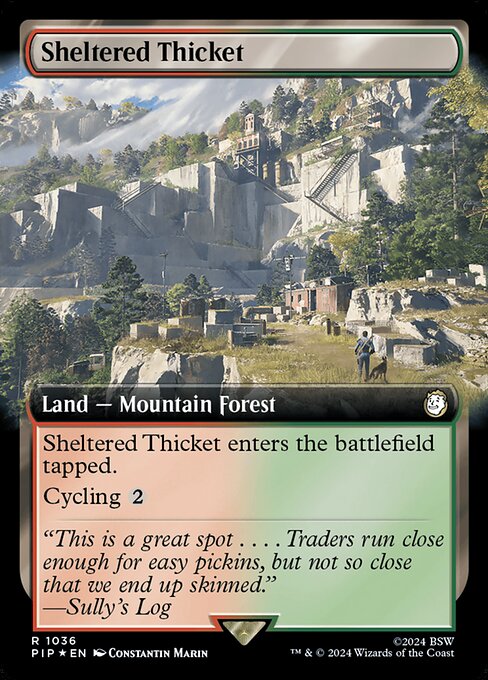 Sheltered Thicket
Land — Mountain Forest
Sheltered Thicket enters the battlefield
tapped.
Cycling 2
“This is a great spot . . . . Traders run close
enough for easy pickins, but not so close
that we end up skinned.”
—Sully’s Log
R 1036
PIP★EN Constantin Marin
©2024 BSW
™ & © 2024 Wizards of the Coast